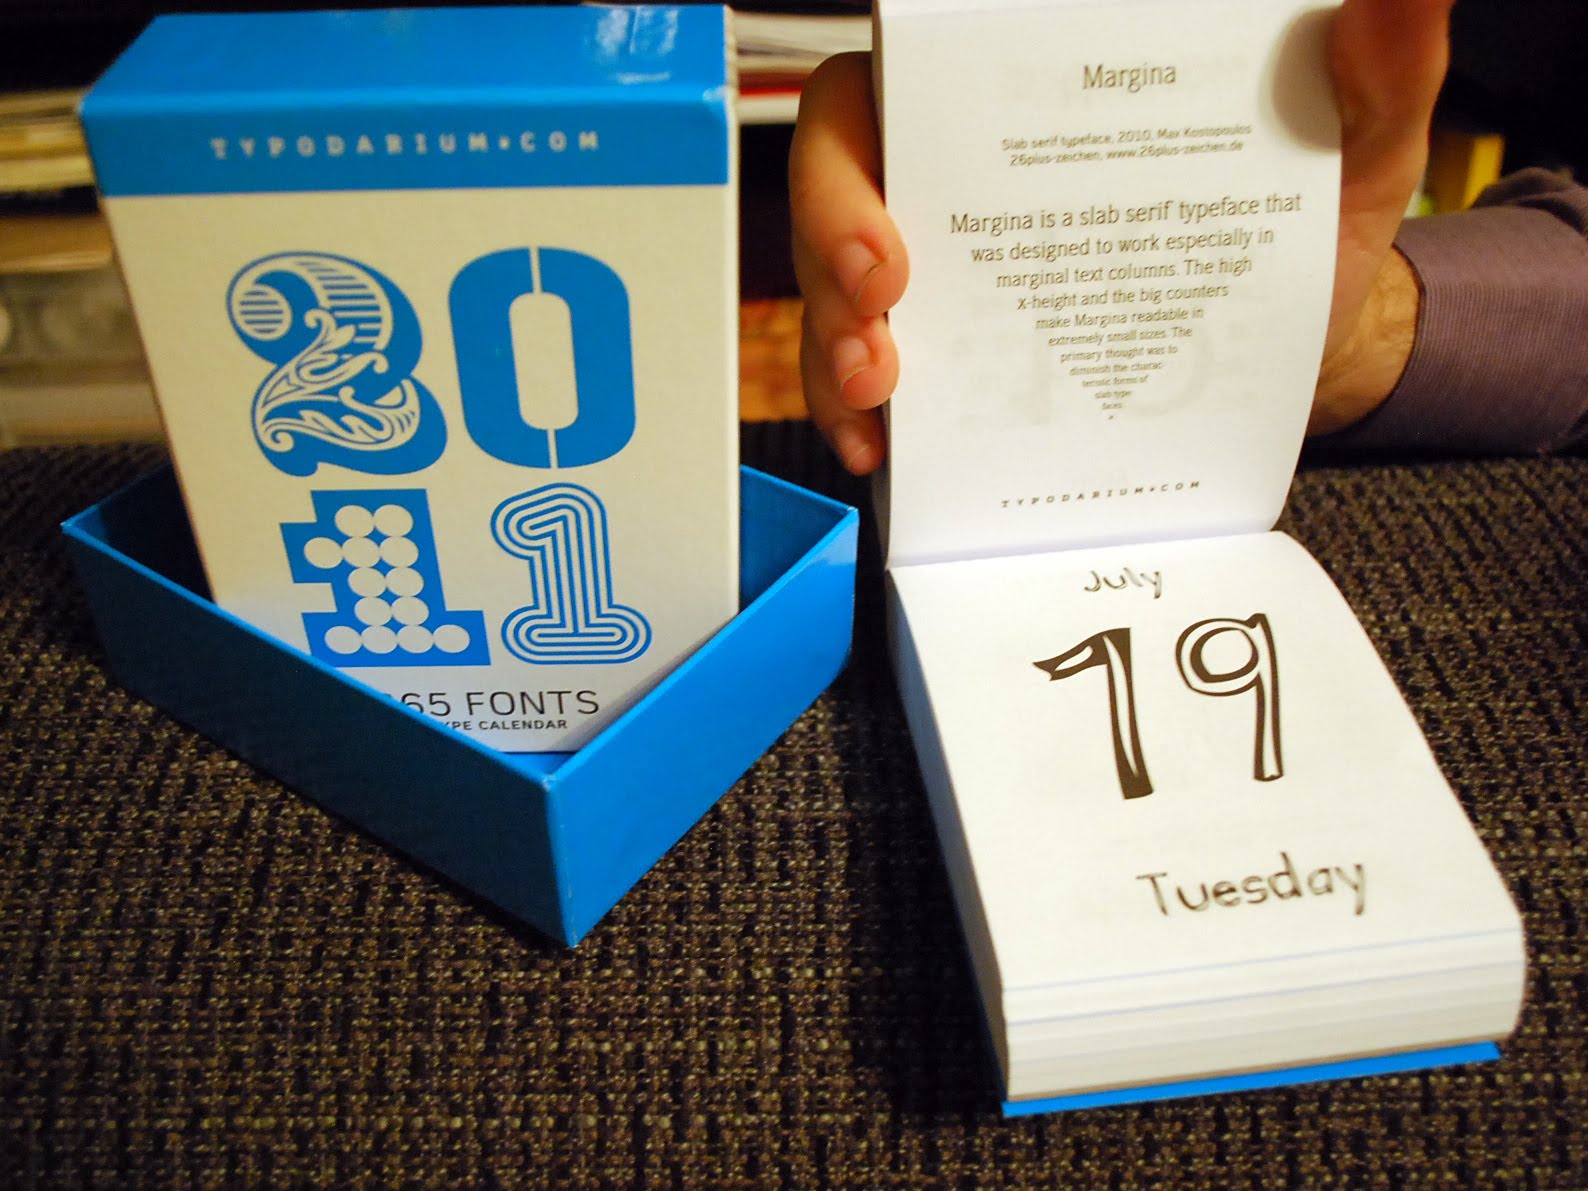 TYPODARIUM.COM
20
11
65 FONTS
YPE CALENDAR
Margina
Slab serif typeface, 2010, Max Kostopoulos
26plus-zeichen, www.26plus-zeichen.de
Margina is a slab serif typeface that
was designed to work especially in
marginal text columns. The high
x-height and the big counters
make Margina readable in
extremely small sizes. The
primary thought was to
diminish the charac-
teristic forms of
slab type
faces
TYPODARIUM.COM
July
19
Tuesday